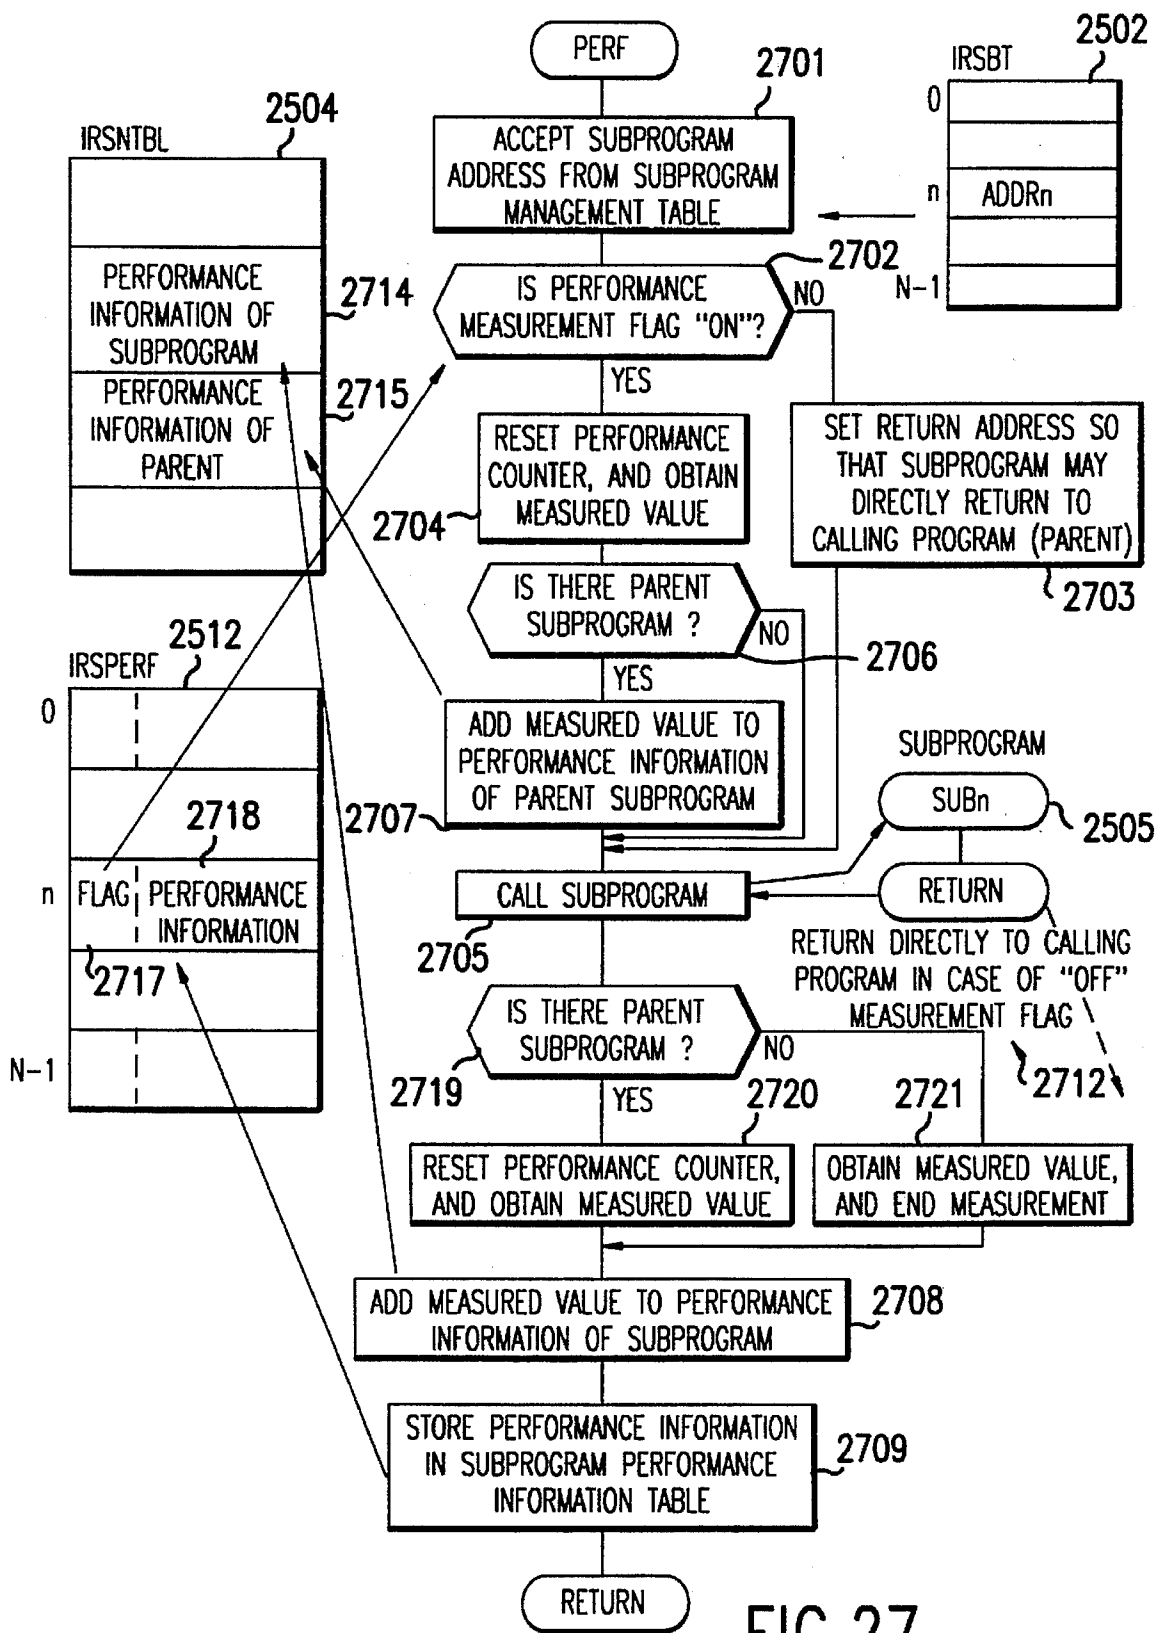 PERF
2701
2502
IRSBT
0
n
ADDRn
N-1
2504
IRSNTBL
ACCEPT SUBPROGRAM
ADDRESS FROM SUBPROGRAM
MANAGEMENT TABLE
PERFORMANCE
INFORMATION OF
SUBPROGRAM
2714
PERFORMANCE
INFORMATION OF
PARENT
2715
2702
IS PERFORMANCE
MEASUREMENT FLAG "ON"?
NO
YES
RESET PERFORMANCE
COUNTER, AND OBTAIN
MEASURED VALUE
2704
SET RETURN ADDRESS SO
THAT SUBPROGRAM MAY
DIRECTLY RETURN TO
CALLING PROGRAM (PARENT)
2703
IS THERE PARENT
SUBPROGRAM ?
NO
2706
YES
2512
IRSPERF
0
2718
n
FLAG
PERFORMANCE
INFORMATION
2717
N-1
ADD MEASURED VALUE TO
PERFORMANCE INFORMATION
OF PARENT SUBPROGRAM
2707
SUBPROGRAM
SUBn
2505
RETURN
CALL SUBPROGRAM
2705
RETURN DIRECTLY TO CALLING
PROGRAM IN CASE OF "OFF"
MEASUREMENT FLAG
2712
IS THERE PARENT
SUBPROGRAM ?
NO
2719
YES
2720
2721
RESET PERFORMANCE COUNTER,
AND OBTAIN MEASURED VALUE
OBTAIN MEASURED VALUE,
AND END MEASUREMENT
ADD MEASURED VALUE TO PERFORMANCE
INFORMATION OF SUBPROGRAM
2708
STORE PERFORMANCE INFORMATION
IN SUBPROGRAM PERFORMANCE
INFORMATION TABLE
2709
RETURN
FIG.27